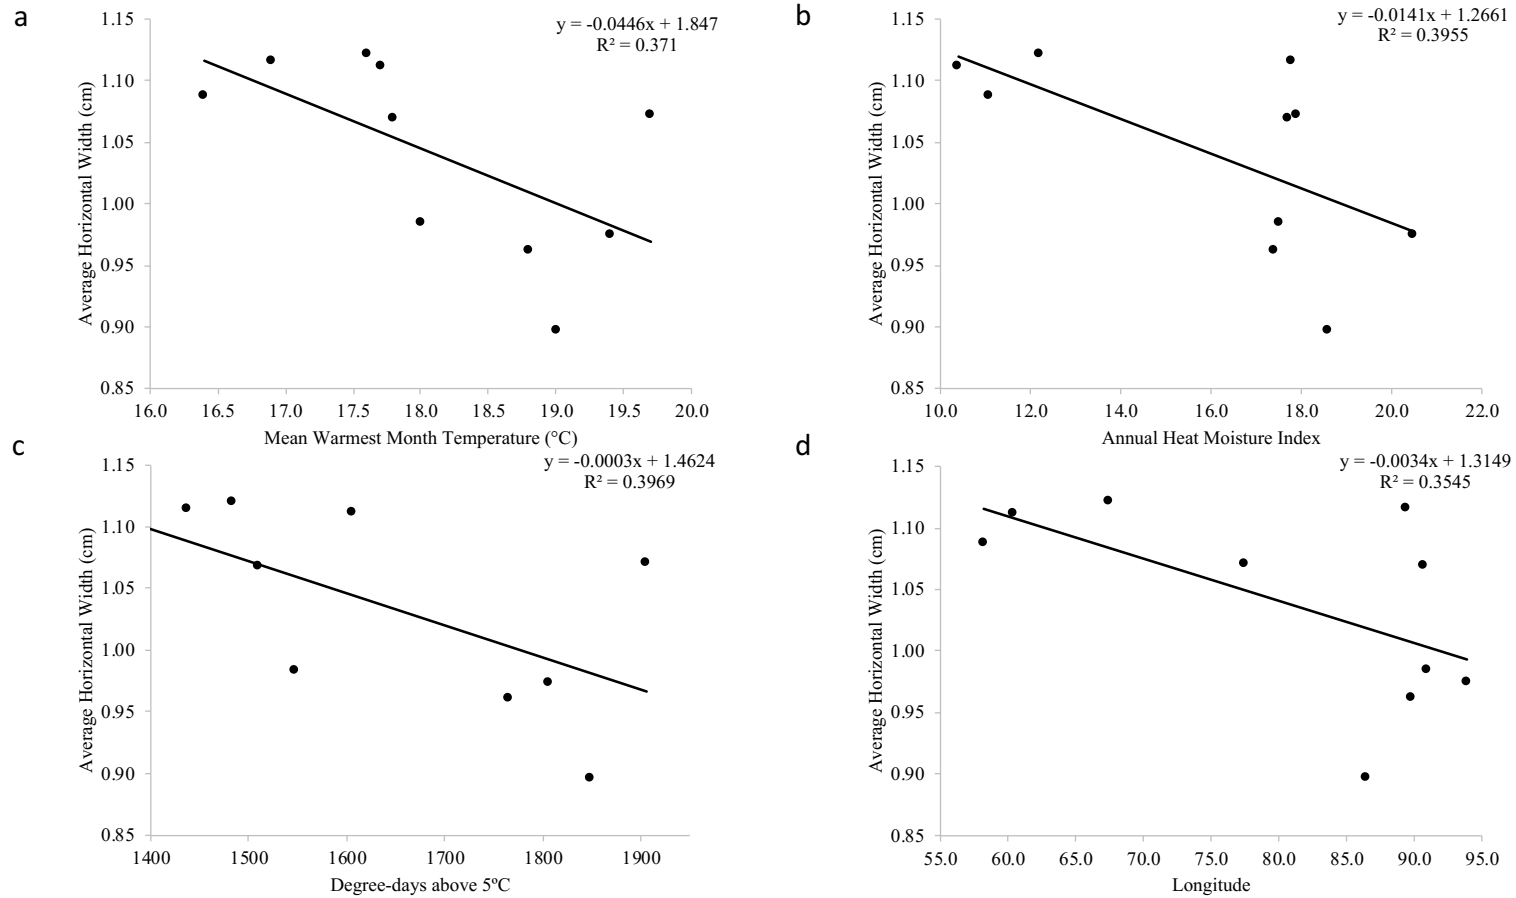 a
y = -0.0446x + 1.847
R² = 0.371
Average Horizontal Width (cm)
1.15
1.10
1.05
1.00
0.95
0.90
0.85
16.0 16.5 17.0 17.5 18.0 18.5 19.0 19.5 20.0
Mean Warmest Month Temperature (°C)
b
y = -0.0141x + 1.2661
R² = 0.3955
Average Horizontal Width (cm)
1.15
1.10
1.05
1.00
0.95
0.90
0.85
10.0 12.0 14.0 16.0 18.0 20.0 22.0
Annual Heat Moisture Index
c
y = -0.0003x + 1.4624
R² = 0.3969
Average Horizontal Width (cm)
1.15
1.10
1.05
1.00
0.95
0.90
0.85
1400 1500 1600 1700 1800 1900
Degree-days above 5ºC
d
y = -0.0034x + 1.3149
R² = 0.3545
Average Horizontal Width (cm)
1.15
1.10
1.05
1.00
0.95
0.90
0.85
55.0 60.0 65.0 70.0 75.0 80.0 85.0 90.0 95.0
Longitude